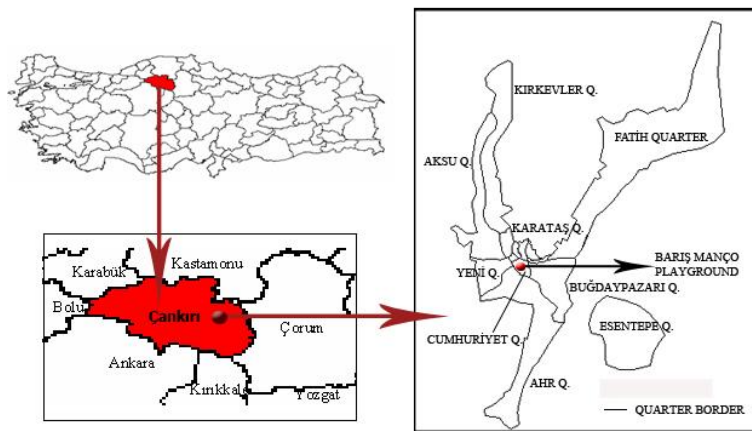 Karabük
Kastamonu
Bolu
Çankırı
Çorum
Ankara
Kırıkkale
Yozgat
KIRKEVLER Q.
FATİH QUARTER
AKSU Q.
KARATAŞ Q.
YENİ Q.
BARIŞ MANÇO
PLAYGROUND
BUĞDAYPAZARI Q.
ESENTEPE Q.
CUMHURİYET Q.
AHR Q.
QUARTER BORDER